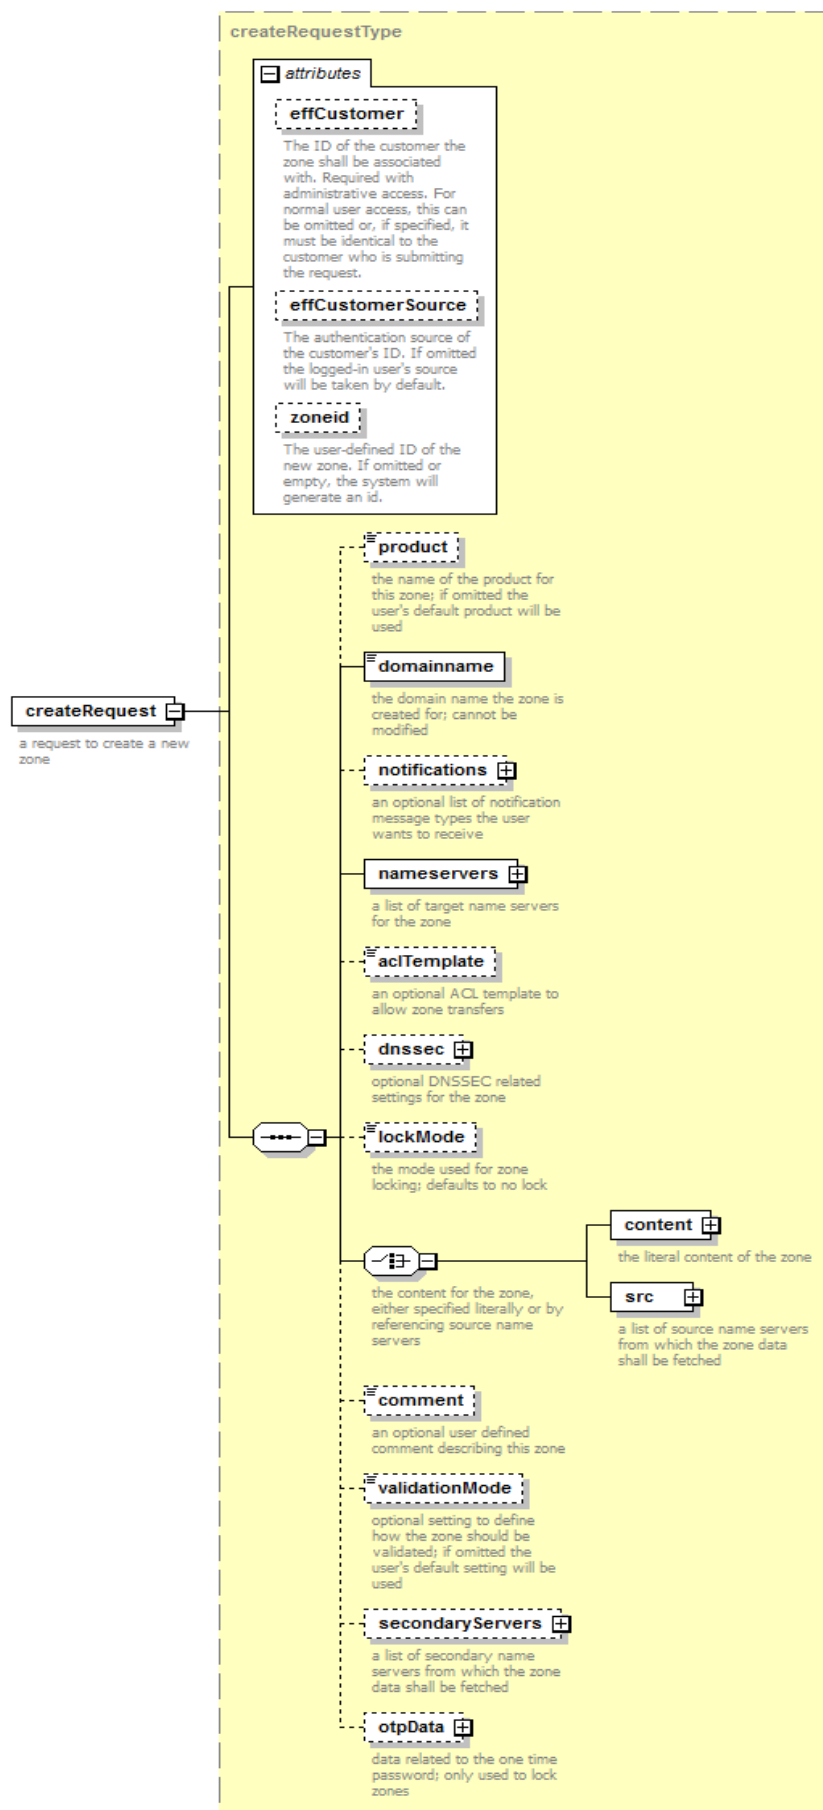 createRequestType
attributes
effCustomer
The ID of the customer the
zone shall be associated
with. Required with
administrative access. For
normal user access, this can
be omitted or, if specified, it
must be identical to the
customer who is submitting
the request.
effCustomerSource
The authentication source of
the customer's ID. If omitted
the logged-in user's source
will be taken by default.
zoneid
The user-defined ID of the
new zone. If omitted or
empty, the system will
generate an id.
product
the name of the product for
this zone; if omitted the
user's default product will be
used
domainname
the domain name the zone is
created for; cannot be
modified
createRequest
a request to create a new
zone
notifications
an optional list of notification
message types the user
wants to receive
nameservers
a list of target name servers
for the zone
aclTemplate
an optional ACL template to
allow zone transfers
dnssec
optional DNSSEC related
settings for the zone
lockMode
the mode used for zone
locking; defaults to no lock
the content for the zone,
either specified literally or by
referencing source name
servers
content
the literal content of the zone
src
a list of source name servers
from which the zone data
shall be fetched
comment
an optional user defined
comment describing this zone
validationMode
optional setting to define
how the zone should be
validated; if omitted the
user's default setting will be
used
secondaryServers
a list of secondary name
servers from which the zone
data shall be fetched
otpData
data related to the one time
password; only used to lock
zones